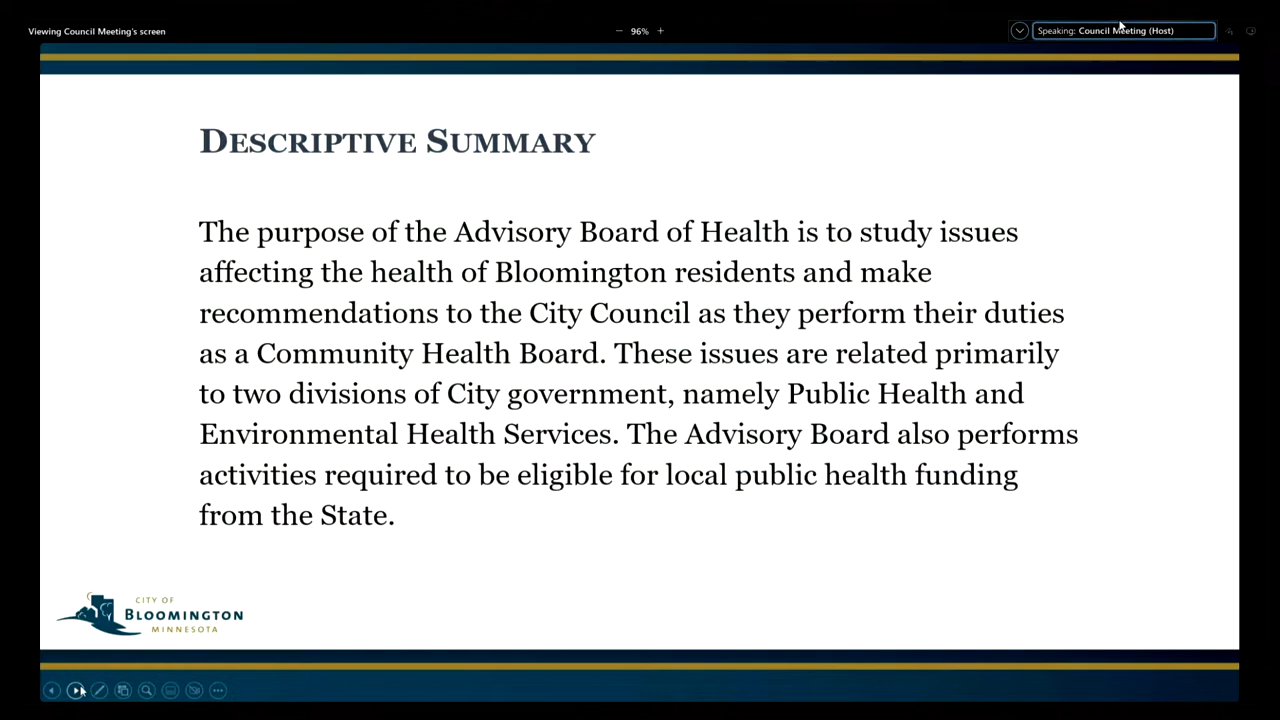 Viewing Council Meeting's screen
− 96% +
Speaking: Council Meeting (Host)
DESCRIPTIVE SUMMARY
The purpose of the Advisory Board of Health is to study issues
affecting the health of Bloomington residents and make
recommendations to the City Council as they perform their duties
as a Community Health Board. These issues are related primarily
to two divisions of City government, namely Public Health and
Environmental Health Services. The Advisory Board also performs
activities required to be eligible for local public health funding
from the State.
CITY OF
BLOOMINGTON
MINNESOTA